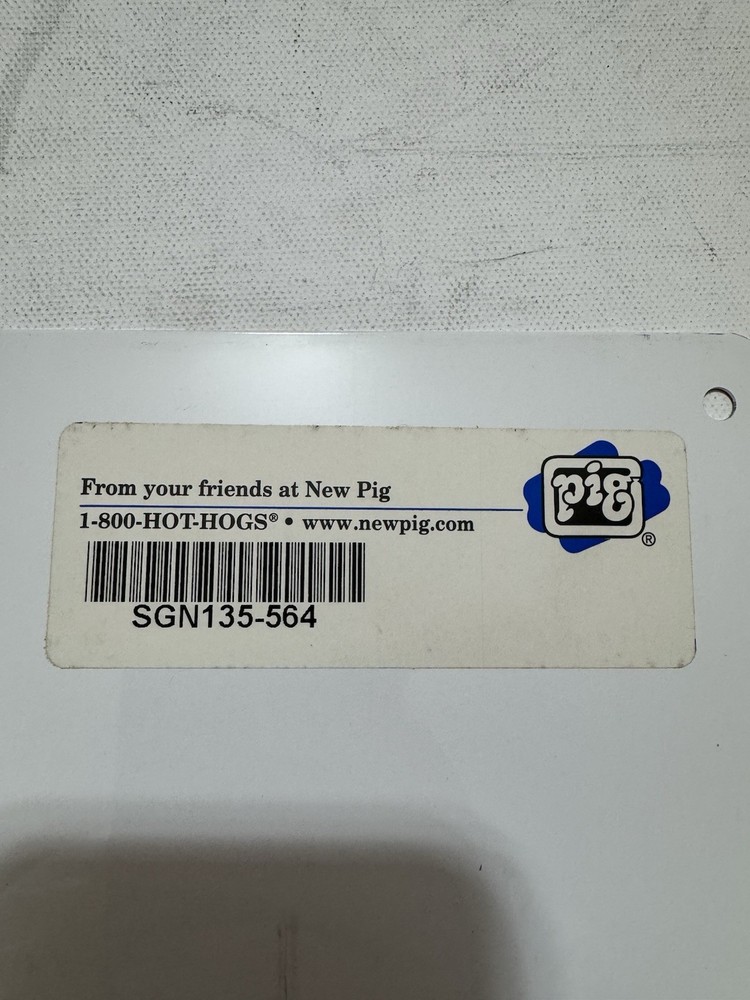 From your friends at New Pig
1-800-HOT-HOGS® • www.newpig.com
pig
®
SGN135-564